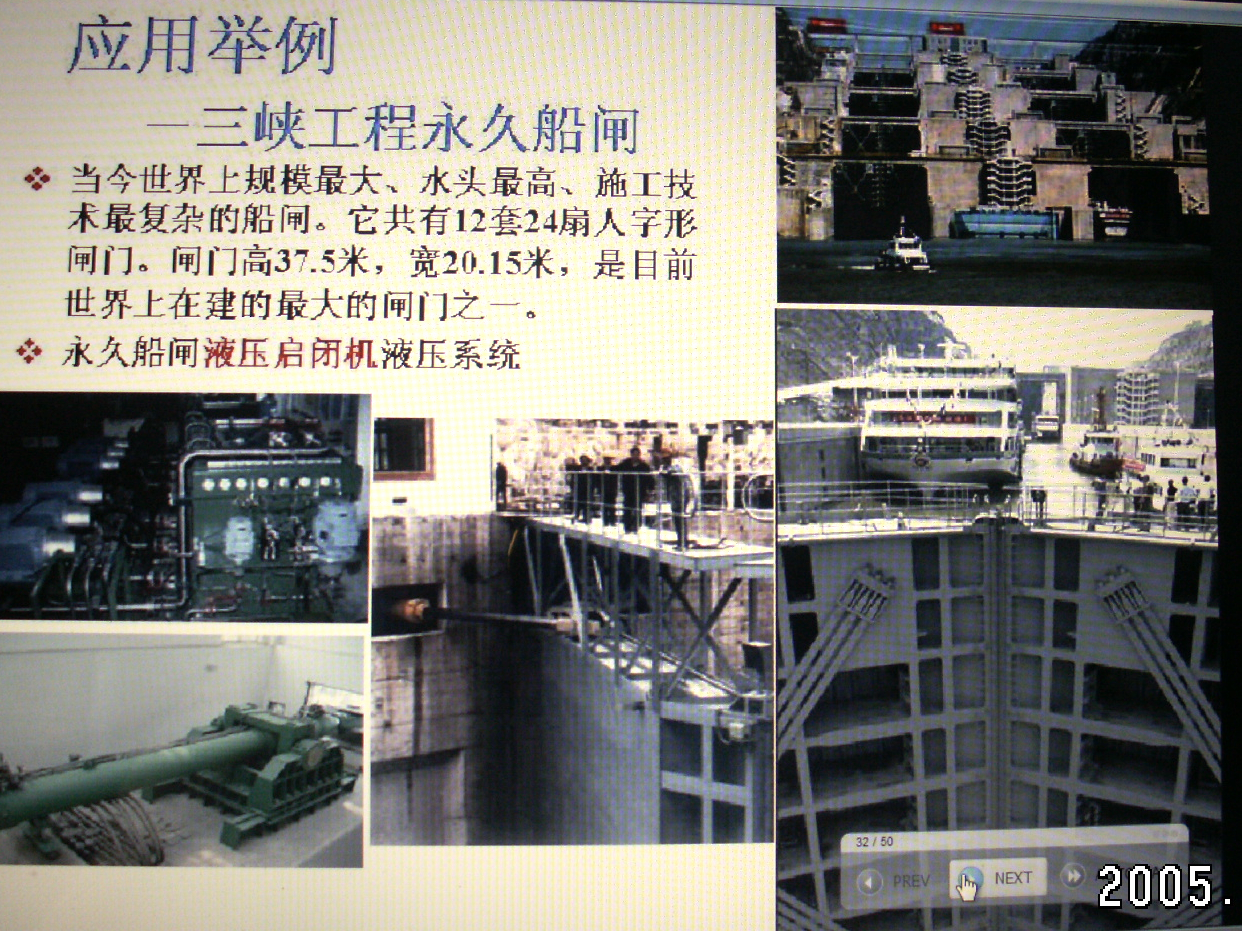 应用举例
—三峡工程永久船闸
当今世界上规模最大、水头最高、施工技
术最复杂的船闸。它共有12套24扇人字形
闸门。闸门高37.5米，宽20.15米，是目前
世界上在建的最大的闸门之一。
永久船闸液压启闭机液压系统
32 / 50
PREV
NEXT
2005.